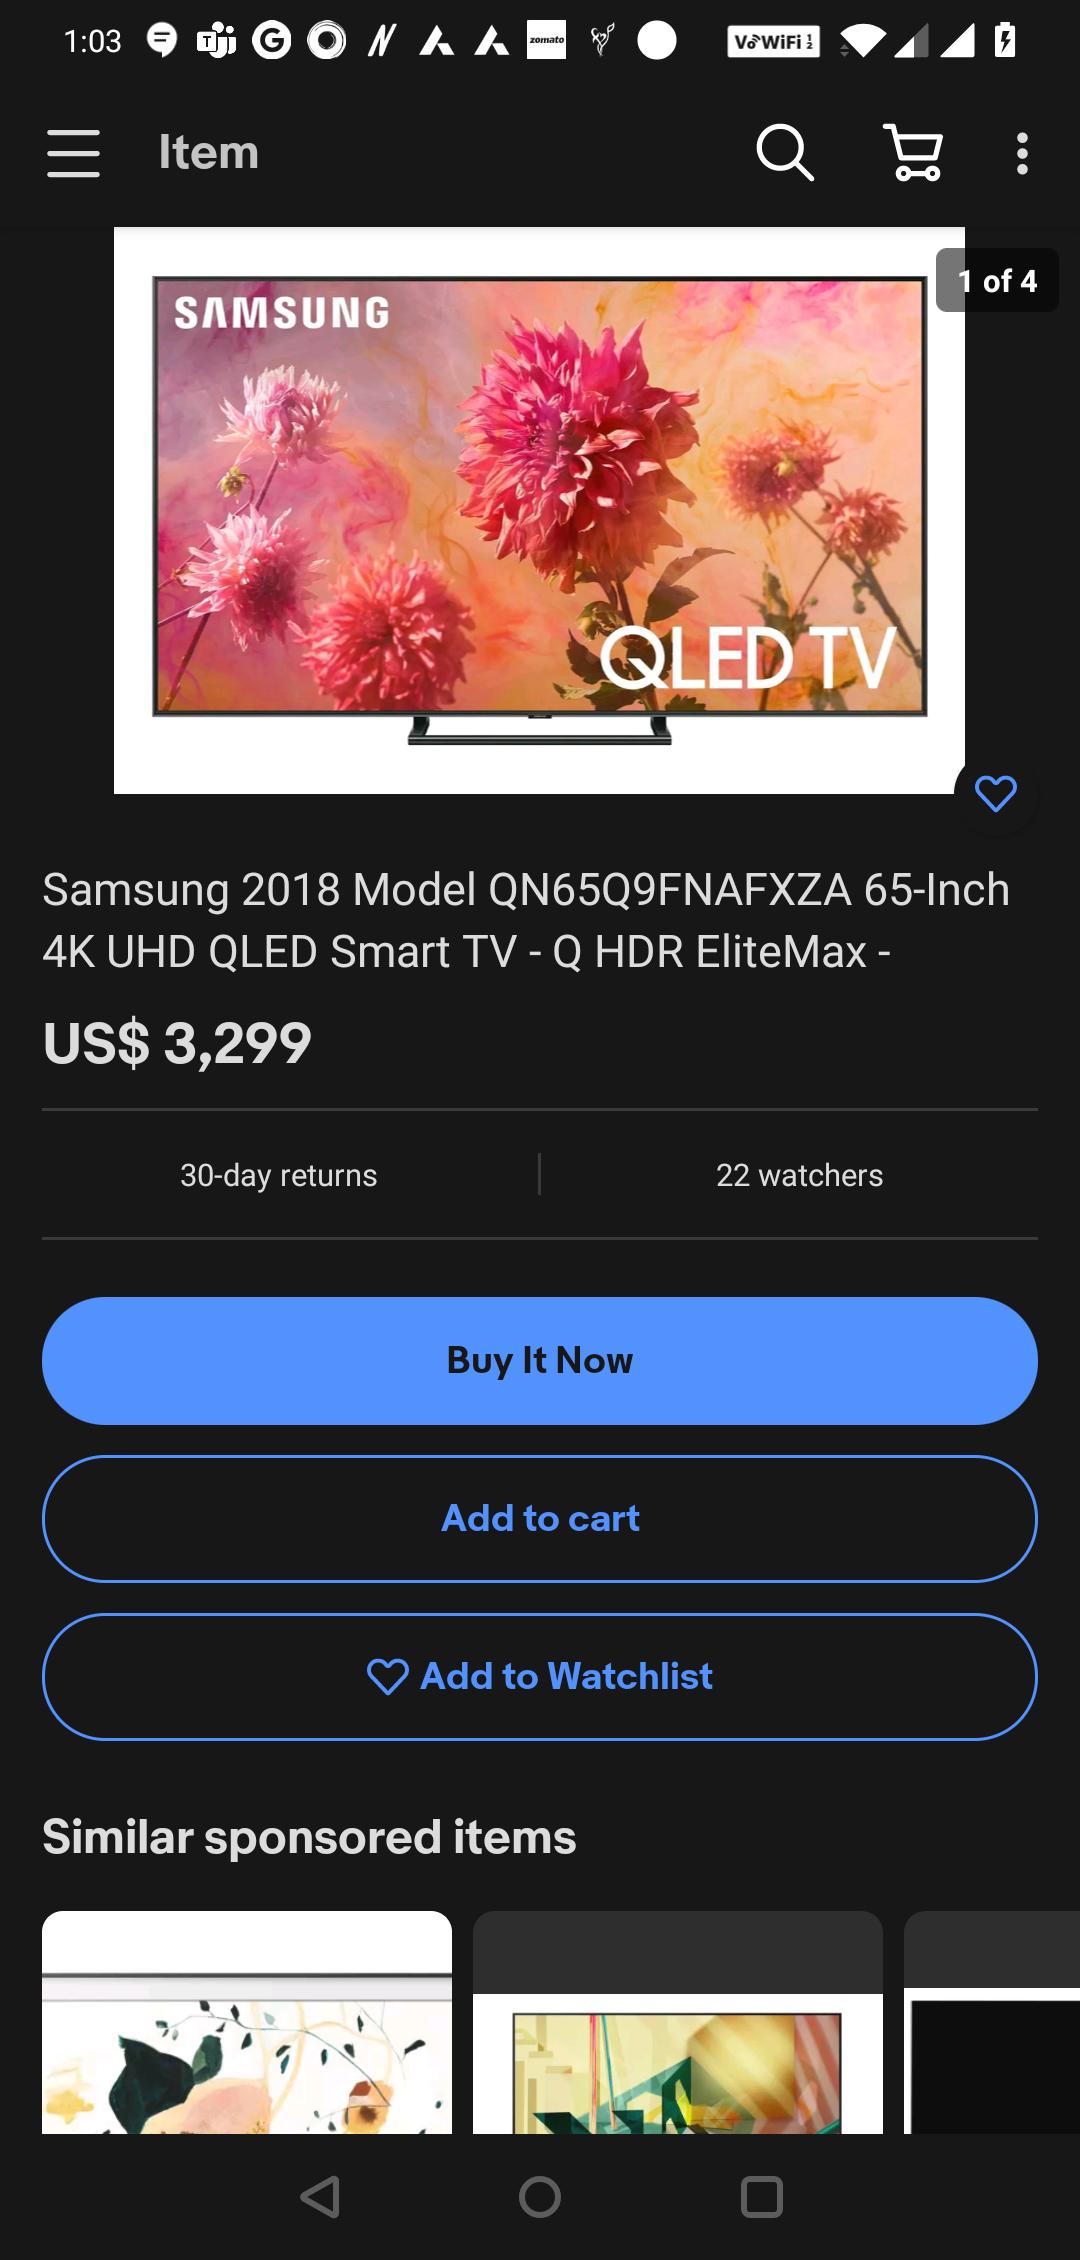 1:03
T
G
zomato
VoWiFi 1 2
Item
1 of 4
SAMSUNG
QLED TV
Samsung 2018 Model QN65Q9FNAFXZA 65-Inch
4K UHD QLED Smart TV - Q HDR EliteMax -
US$ 3,299
30-day returns
22 watchers
Buy It Now
Add to cart
Add to Watchlist
Similar sponsored items